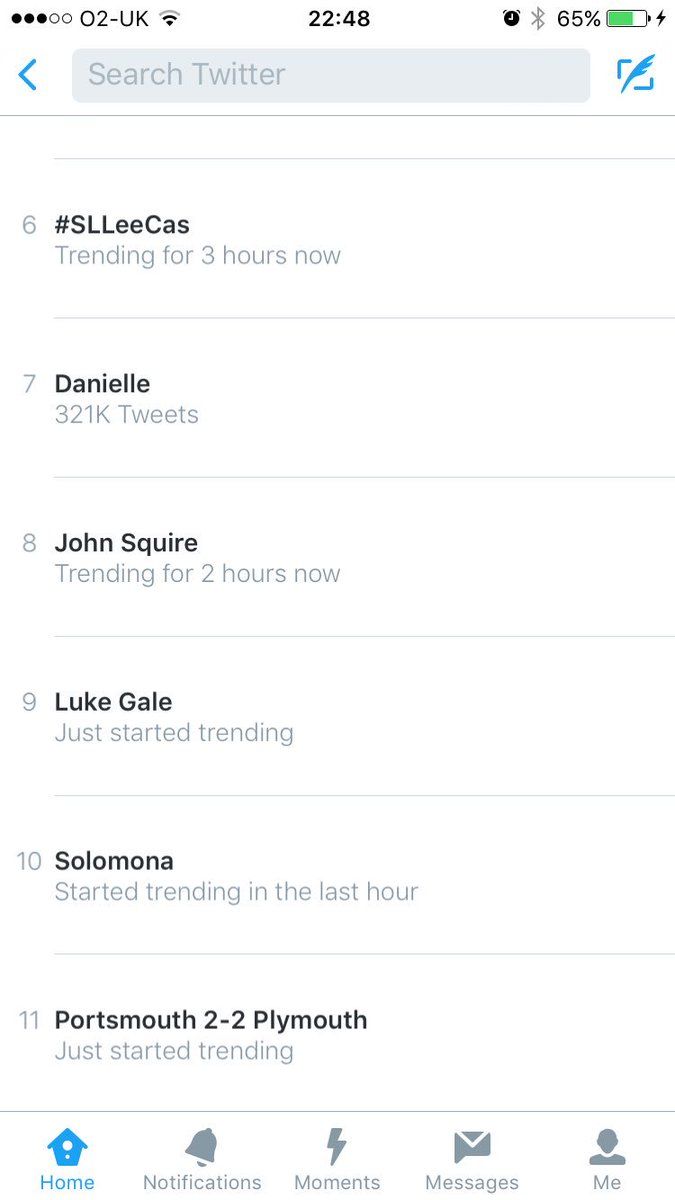 O2-UK 22:48 65%
Search Twitter
6 #SLLeeCas
Trending for 3 hours now
7 Danielle
321K Tweets
8 John Squire
Trending for 2 hours now
9 Luke Gale
Just started trending
10 Solomona
Started trending in the last hour
11 Portsmouth 2-2 Plymouth
Just started trending
Home Notifications Moments Messages Me